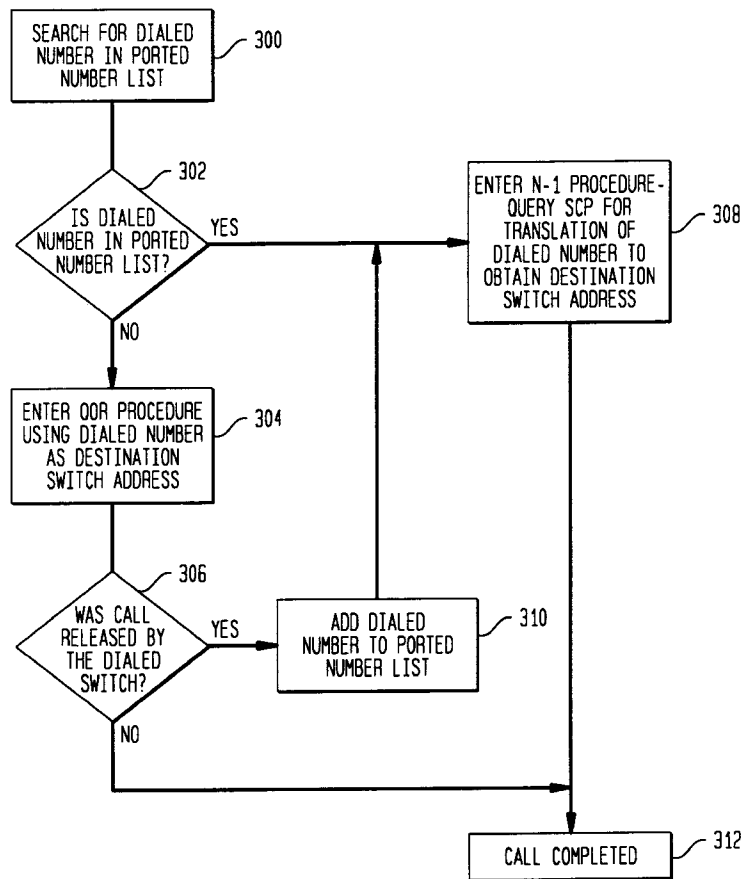 SEARCH FOR DIALED
NUMBER IN PORTED
NUMBER LIST
300
302
IS DIALED
NUMBER IN PORTED
NUMBER LIST?
YES
NO
ENTER N-1 PROCEDURE-
QUERY SCP FOR
TRANSLATION OF
DIALED NUMBER TO
OBTAIN DESTINATION
SWITCH ADDRESS
308
ENTER QOR PROCEDURE
USING DIALED NUMBER
AS DESTINATION
SWITCH ADDRESS
304
306
WAS CALL
RELEASED BY
THE DIALED
SWITCH?
YES
NO
ADD DIALED
NUMBER TO PORTED
NUMBER LIST
310
CALL COMPLETED
312